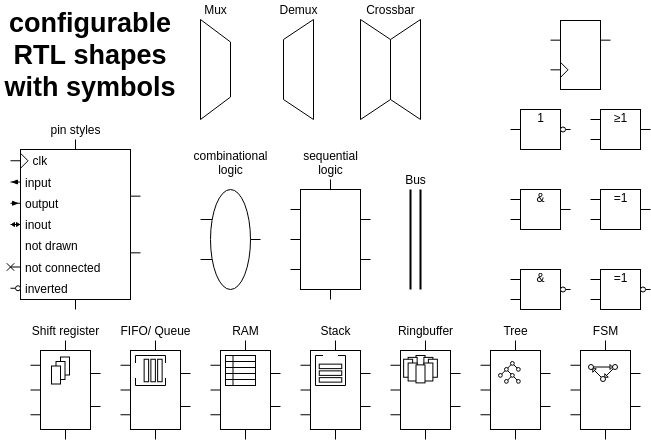 configurable
RTL shapes
with symbols
Mux
Demux
Crossbar
1
≥1
pin styles
clk
input
output
inout
not drawn
not connected
inverted
combinational
logic
sequential
logic
Bus
&
=1
&
=1
Shift register
FIFO/ Queue
RAM
Stack
Ringbuffer
Tree
FSM